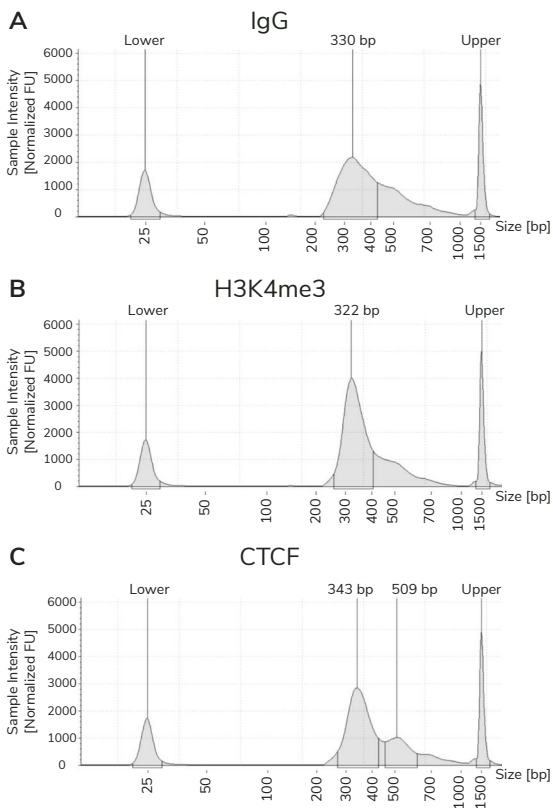 A
IgG
Lower
330 bp
Upper
Sample Intensity
[Normalized FU]
6000
5000
4000
3000
2000
1000
0
25
50
100
200
300
400
500
700
1000
1500
Size [bp]
B
H3K4me3
Lower
322 bp
Upper
Sample Intensity
[Normalized FU]
6000
5000
4000
3000
2000
1000
0
25
50
100
200
300
400
500
700
1000
1500
Size [bp]
C
CTCF
Lower
343 bp
509 bp
Upper
Sample Intensity
[Normalized FU]
6000
5000
4000
3000
2000
1000
0
25
50
100
200
300
400
500
700
1000
1500
Size [bp]